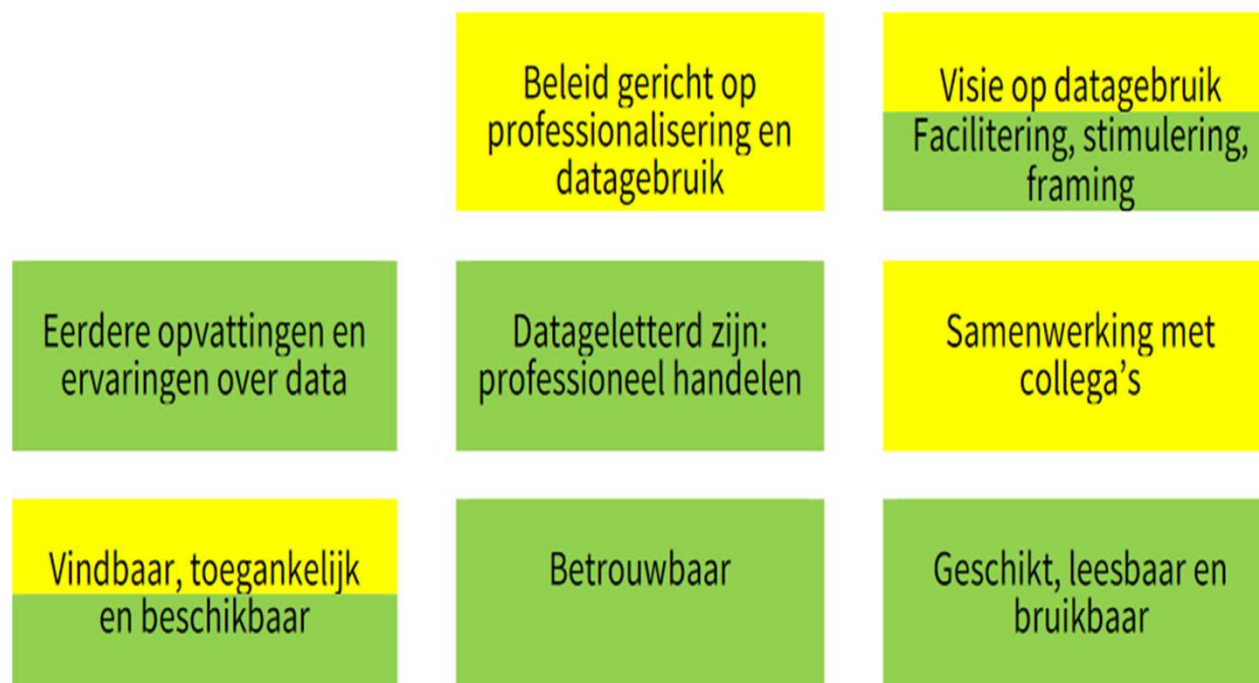 Beleid gericht op
professionalisering en
datagebruik
Visie op datagebruik
Facilitering, stimulering,
framing
Eerdere opvattingen en
ervaringen over data
Datageletterd zijn:
professioneel handelen
Samenwerking met
collega's
Vindbaar, toegankelijk
en beschikbaar
Betrouwbaar
Geschikt, leesbaar en
bruikbaar